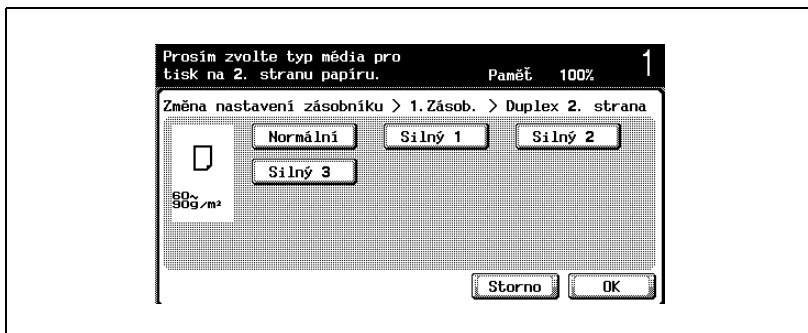 Prosím zvolte typ média pro
tisk na 2. stranu papíru. Paměť 100% 1
Změna nastavení zásobníku > 1.Zásob. > Duplex 2. strana
Normální Silný 1 Silný 2
Silný 3
60~
90g/m²
Storno OK